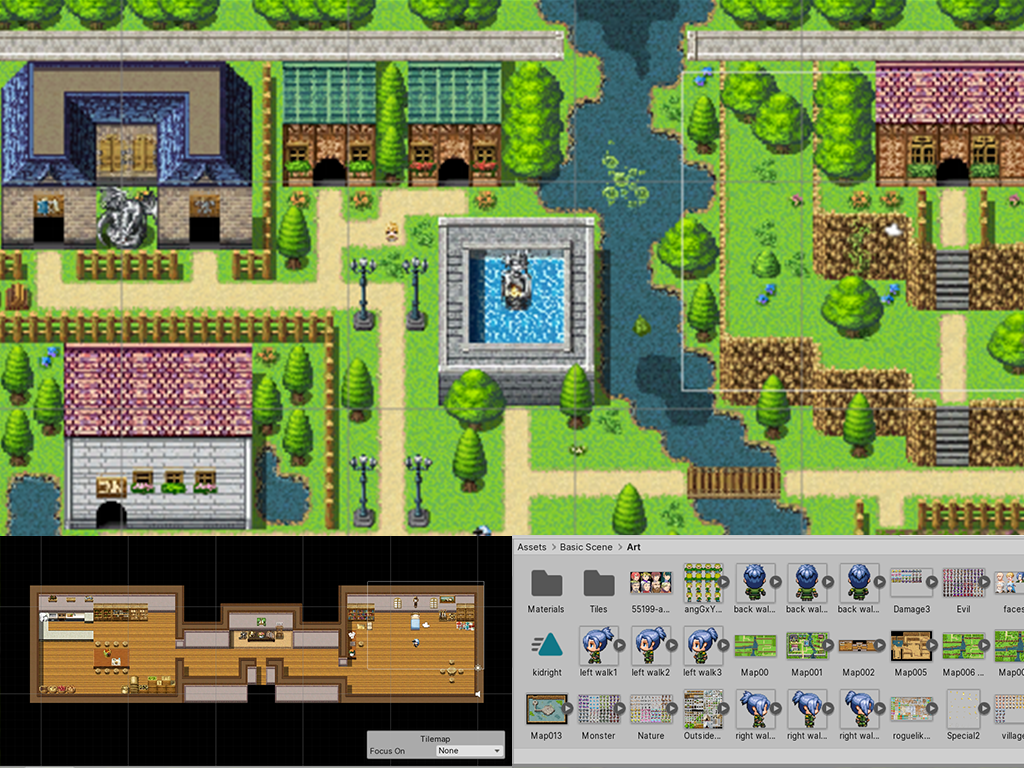 Assets > Basic Scene > Art
Materials
Tiles
55199-a...
angGxY...
back wal...
back wal...
back wal...
Damage3
Evil
faces
kidright
left walk1
left walk2
left walk3
Map00
Map001
Map002
Map005
Map006 ...
Map00
Map013
Monster
Nature
Outside...
right wal...
right wal...
right wal...
roguelik...
Special2
village
Tilemap
Focus On
None